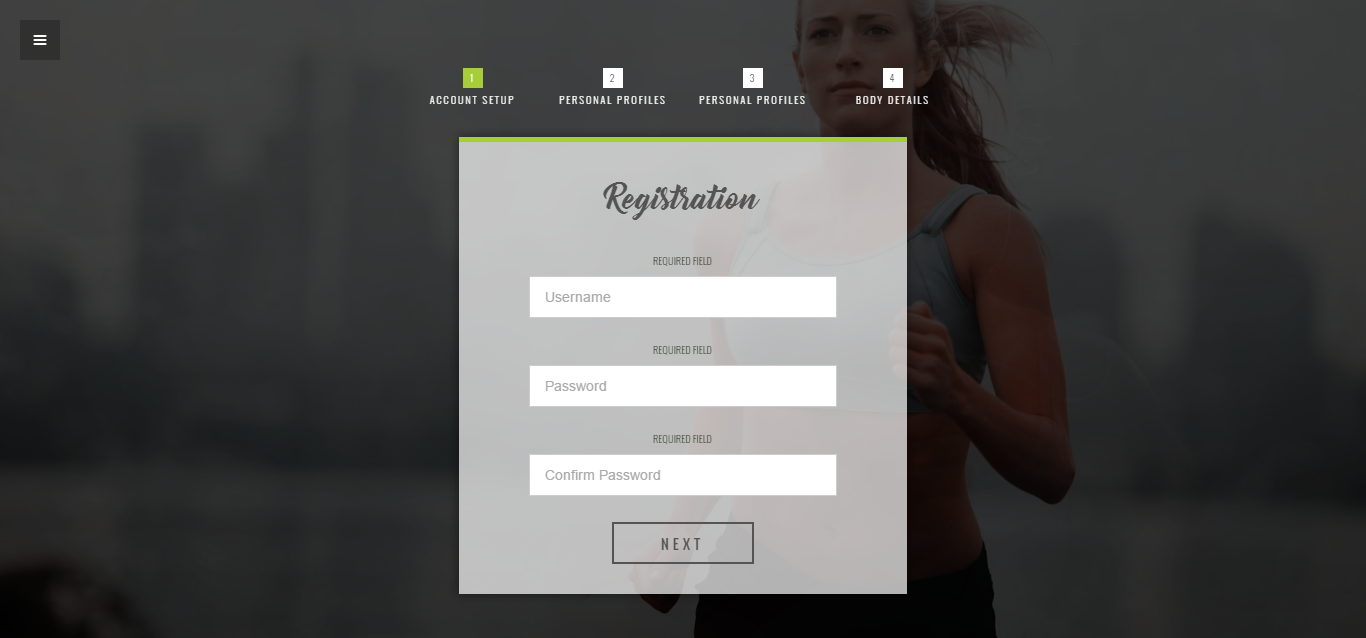 1 2 3 4
ACCOUNT SETUP PERSONAL PROFILES PERSONAL PROFILES BODY DETAILS
Registration
REQUIRED FIELD
Username
REQUIRED FIELD
Password
REQUIRED FIELD
Confirm Password
NEXT